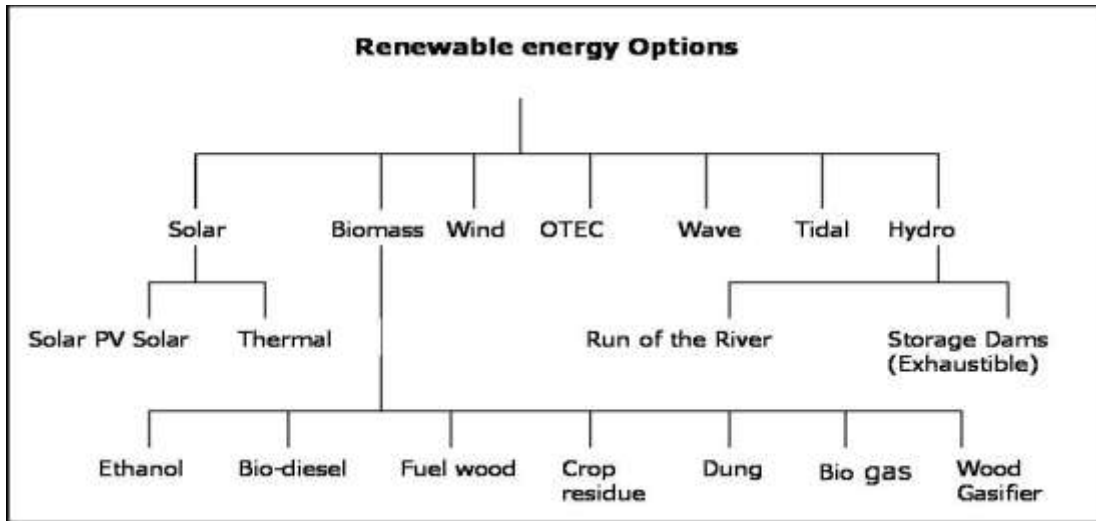 Renewable energy Options
Solar Biomass Wind OTEC Wave Tidal Hydro
Solar PV Solar Thermal Run of the River Storage Dams
(Exhaustible)
Ethanol Bio-diesel Fuel wood Crop Dung Bio gas Wood
residue Gasifier